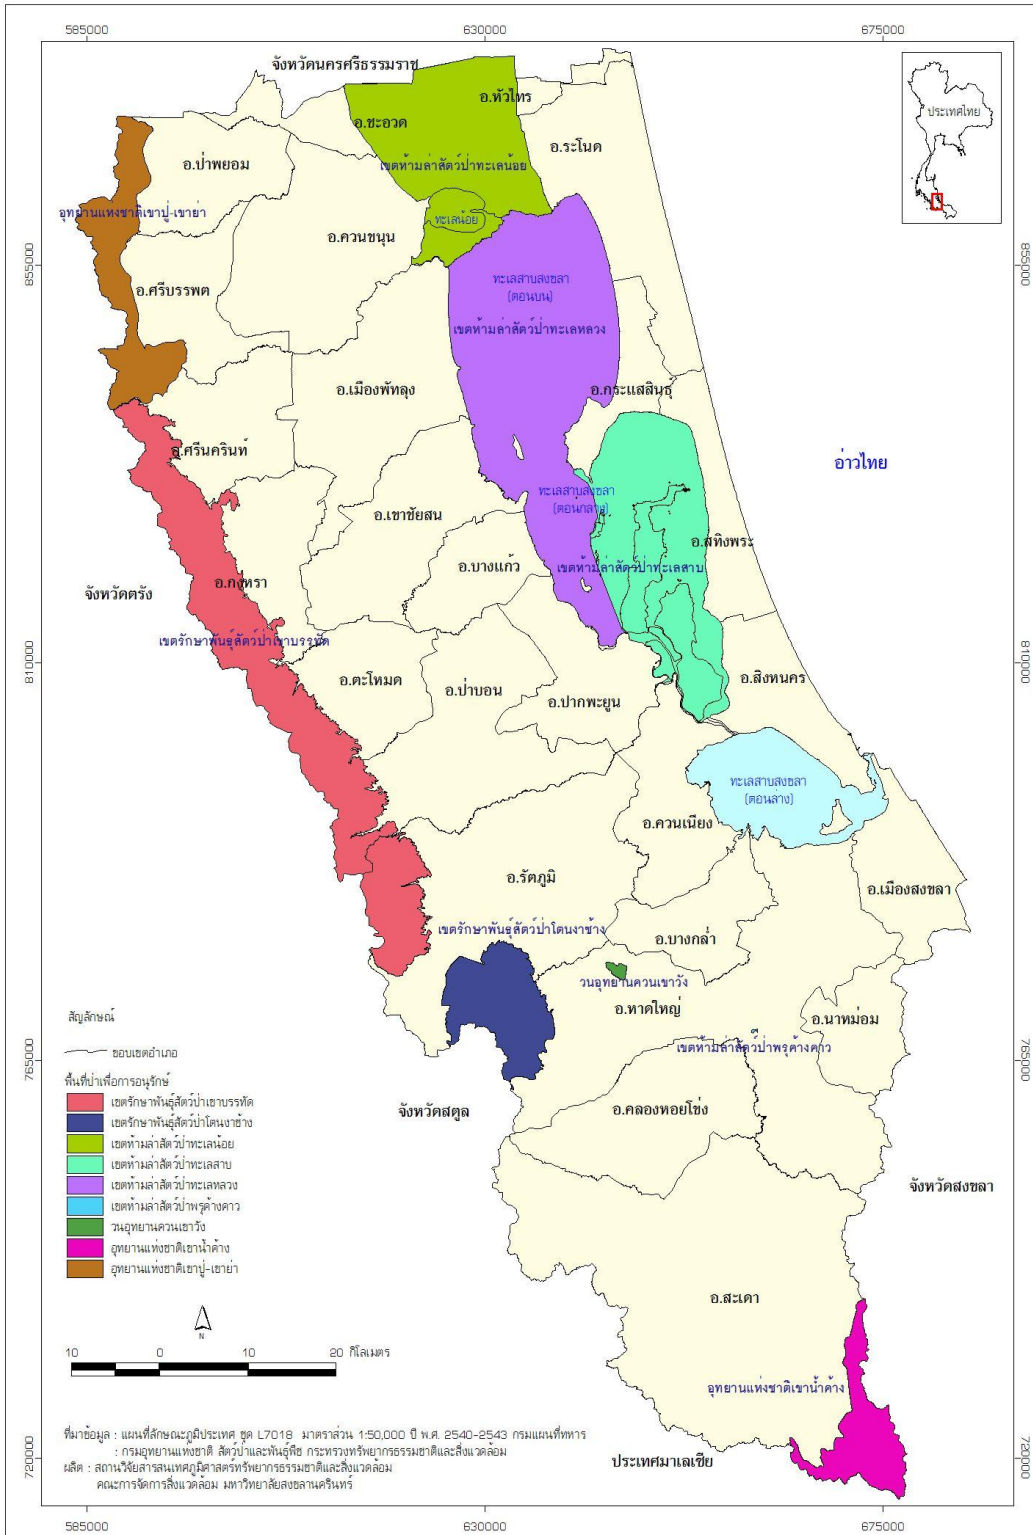 585000
630000
675000
จังหวัดนครศรีธรรมราช
อ.หัวไทร
อ.ชะอวด
ประเทศไทย
อ.ระโนด
อ.ป่าพยอม
เขตห้ามล่าสัตว์ป่าทะเลน้อย
อุทยานแห่งชาติเขาปู่-เขาย่า
ทะเลน้อย
อ.ควนขนุน
855000
855000
ทะเลสาบสงขลา
(ตอนบน)
อ.ศรีบรรพต
เขตห้ามล่าสัตว์ป่าทะเลหลวง
อ.เมืองพัทลุง
อ.กระแสสินธุ์
อ.ศรีนครินท์
อ่าวไทย
ทะเลสาบสงขลา
(ตอนกลาง)
อ.เขาชัยสน
อ.สทิงพระ
อ.บางแก้ว
เขตห้ามล่าสัตว์ป่าทะเลสาบ
อ.กงหรา
จังหวัดตรัง
เขตรักษาพันธุ์สัตว์ป่าเขาบรรทัด
810000
810000
อ.ตะโหมด
อ.ป่าบอน
อ.สิงหนคร
อ.ปากพะยูน
ทะเลสาบสงขลา
(ตอนล่าง)
อ.ควนเนียง
อ.รัตภูมิ
อ.เมืองสงขลา
เขตรักษาพันธุ์สัตว์ป่าโตนงาช้าง
อ.บางกล่ำ
วนอุทยานควนเขาวัง
อ.หาดใหญ่
อ.นาหม่อม
เขตห้ามล่าสัตว์ป่าพรุค้างคาว
765000
765000
สัญลักษณ์
ขอบเขตอำเภอ
พื้นที่ป่าเพื่อการอนุรักษ์
เขตรักษาพันธุ์สัตว์ป่าเขาบรรทัด
เขตรักษาพันธุ์สัตว์ป่าโตนงาช้าง
เขตห้ามล่าสัตว์ป่าทะเลน้อย
เขตห้ามล่าสัตว์ป่าทะเลสาบ
เขตห้ามล่าสัตว์ป่าทะเลหลวง
เขตห้ามล่าสัตว์ป่าพรุค้างคาว
วนอุทยานควนเขาวัง
อุทยานแห่งชาติเขาน้ำค้าง
อุทยานแห่งชาติเขาปู่-เขาย่า
จังหวัดสตูล
อ.คลองหอยโข่ง
จังหวัดสงขลา
อ.สะเดา
N
10 0 10 20 กิโลเมตร
อุทยานแห่งชาติเขาน้ำค้าง
ที่มาข้อมูล : แผนที่ลักษณะภูมิประเทศ ชุด L7018 มาตราส่วน 1:50,000 ปี พ.ศ. 2540-2543 กรมแผนที่ทหาร
: กรมอุทยานแห่งชาติ สัตว์ป่าและพันธุ์พืช กระทรวงทรัพยากรธรรมชาติและสิ่งแวดล้อม
ผลิต : สถานวิจัยสารสนเทศภูมิศาสตร์ทรัพยากรธรรมชาติและสิ่งแวดล้อม
คณะการจัดการสิ่งแวดล้อม มหาวิทยาลัยสงขลานครินทร์
ประเทศมาเลเซีย
720000
720000
585000
630000
675000